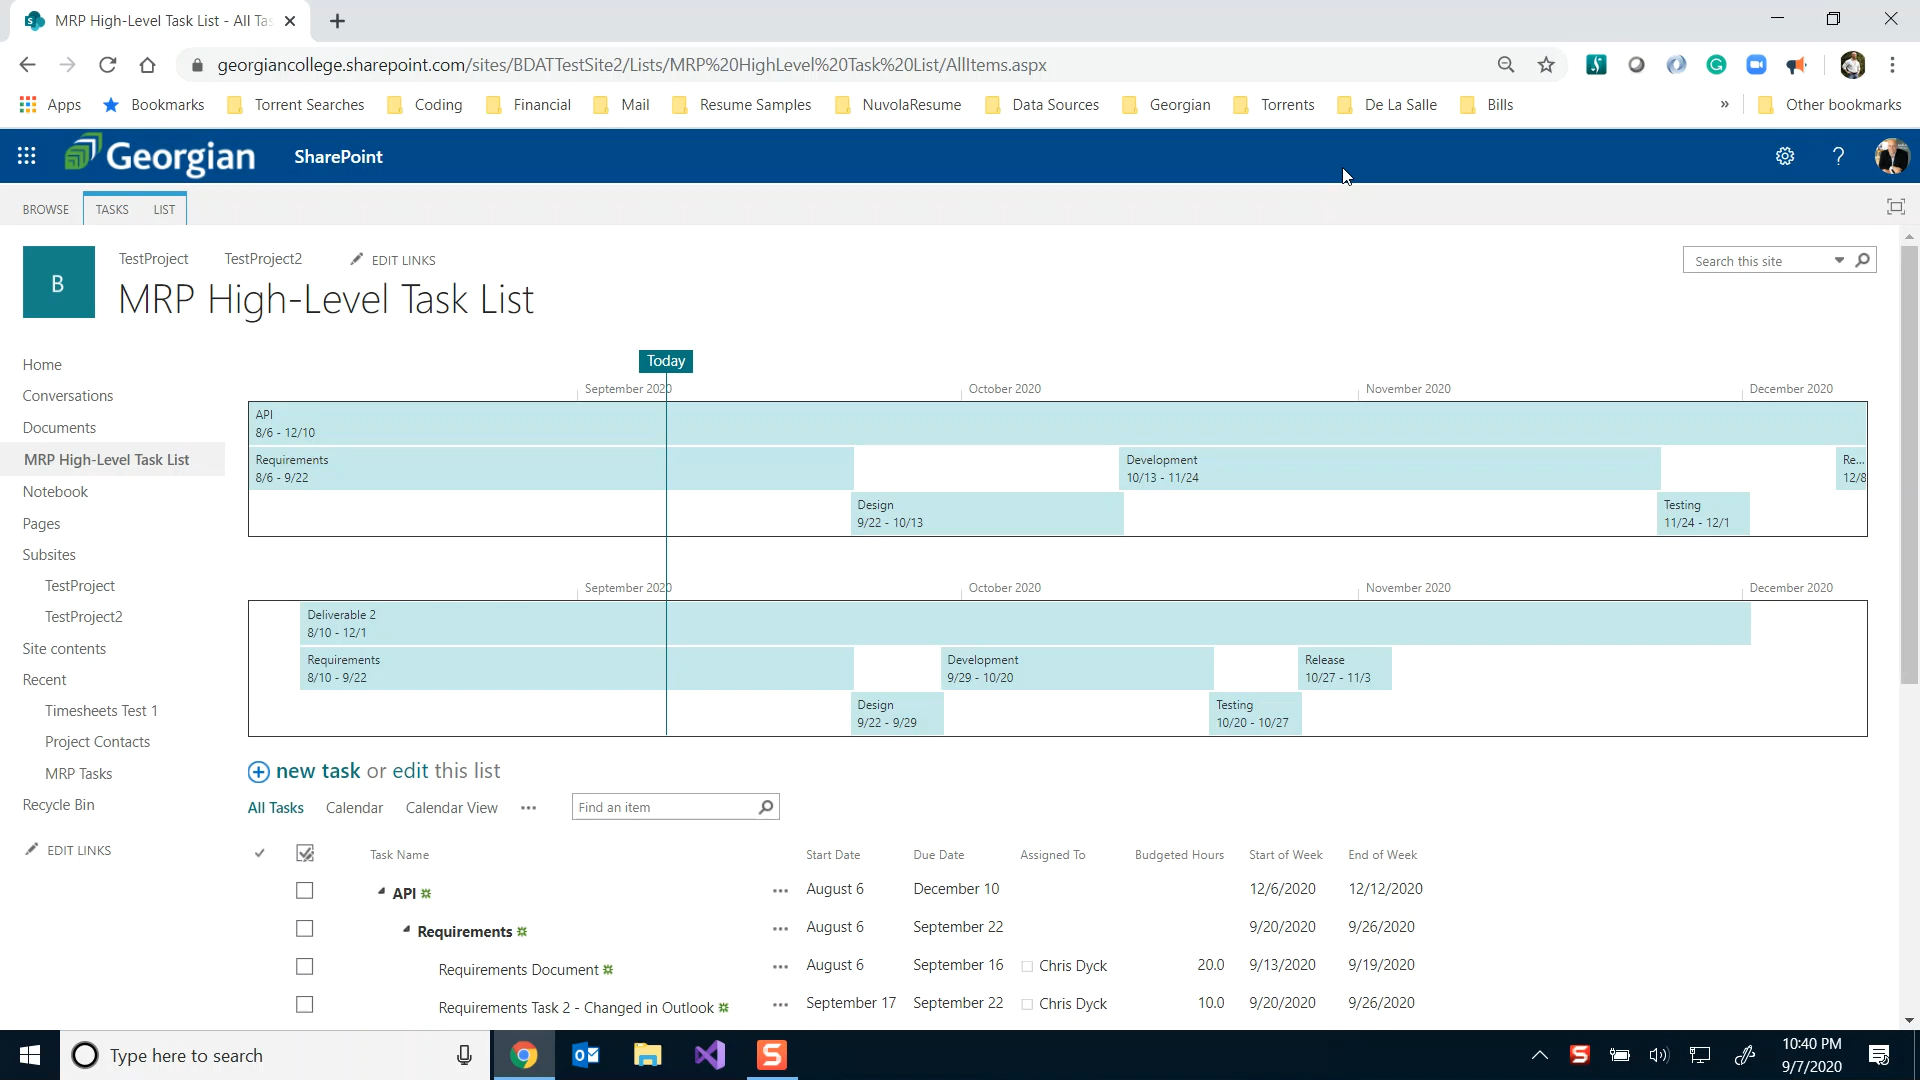 MRP High-Level Task List - All Tas
georgiancollege.sharepoint.com/sites/BDATTestSite2/Lists/MRP%20HighLevel%20Task%20List/AllItems.aspx
Apps Bookmarks Torrent Searches Coding Financial Mail Resume Samples NuvolaResume Data Sources Georgian Torrents De La Salle Bills » Other bookmarks
Georgian SharePoint ?
BROWSE TASKS LIST
B
TestProject TestProject2 EDIT LINKS
Search this site
MRP High-Level Task List
Home
Conversations
Documents
MRP High-Level Task List
Notebook
Pages
Subsites
TestProject
TestProject2
Site contents
Recent
Timesheets Test 1
Project Contacts
MRP Tasks
Recycle Bin
EDIT LINKS
Today
September 2020 October 2020 November 2020 December 2020
API
8/6 - 12/10
Requirements
8/6 - 9/22
Development
10/13 - 11/24
Re...
12/8
Design
9/22 - 10/13
Testing
11/24 - 12/1
September 2020 October 2020 November 2020 December 2020
Deliverable 2
8/10 - 12/1
Requirements
8/10 - 9/22
Development
9/29 - 10/20
Release
10/27 - 11/3
Design
9/22 - 9/29
Testing
10/20 - 10/27
new task or edit this list
All Tasks Calendar Calendar View ••• Find an item
Task Name Start Date Due Date Assigned To Budgeted Hours Start of Week End of Week
API ••• August 6 December 10 12/6/2020 12/12/2020
Requirements ••• August 6 September 22 9/20/2020 9/26/2020
Requirements Document ••• August 6 September 16 Chris Dyck 20.0 9/13/2020 9/19/2020
Requirements Task 2 - Changed in Outlook ••• September 17 September 22 Chris Dyck 10.0 9/20/2020 9/26/2020
Type here to search
10:40 PM
9/7/2020